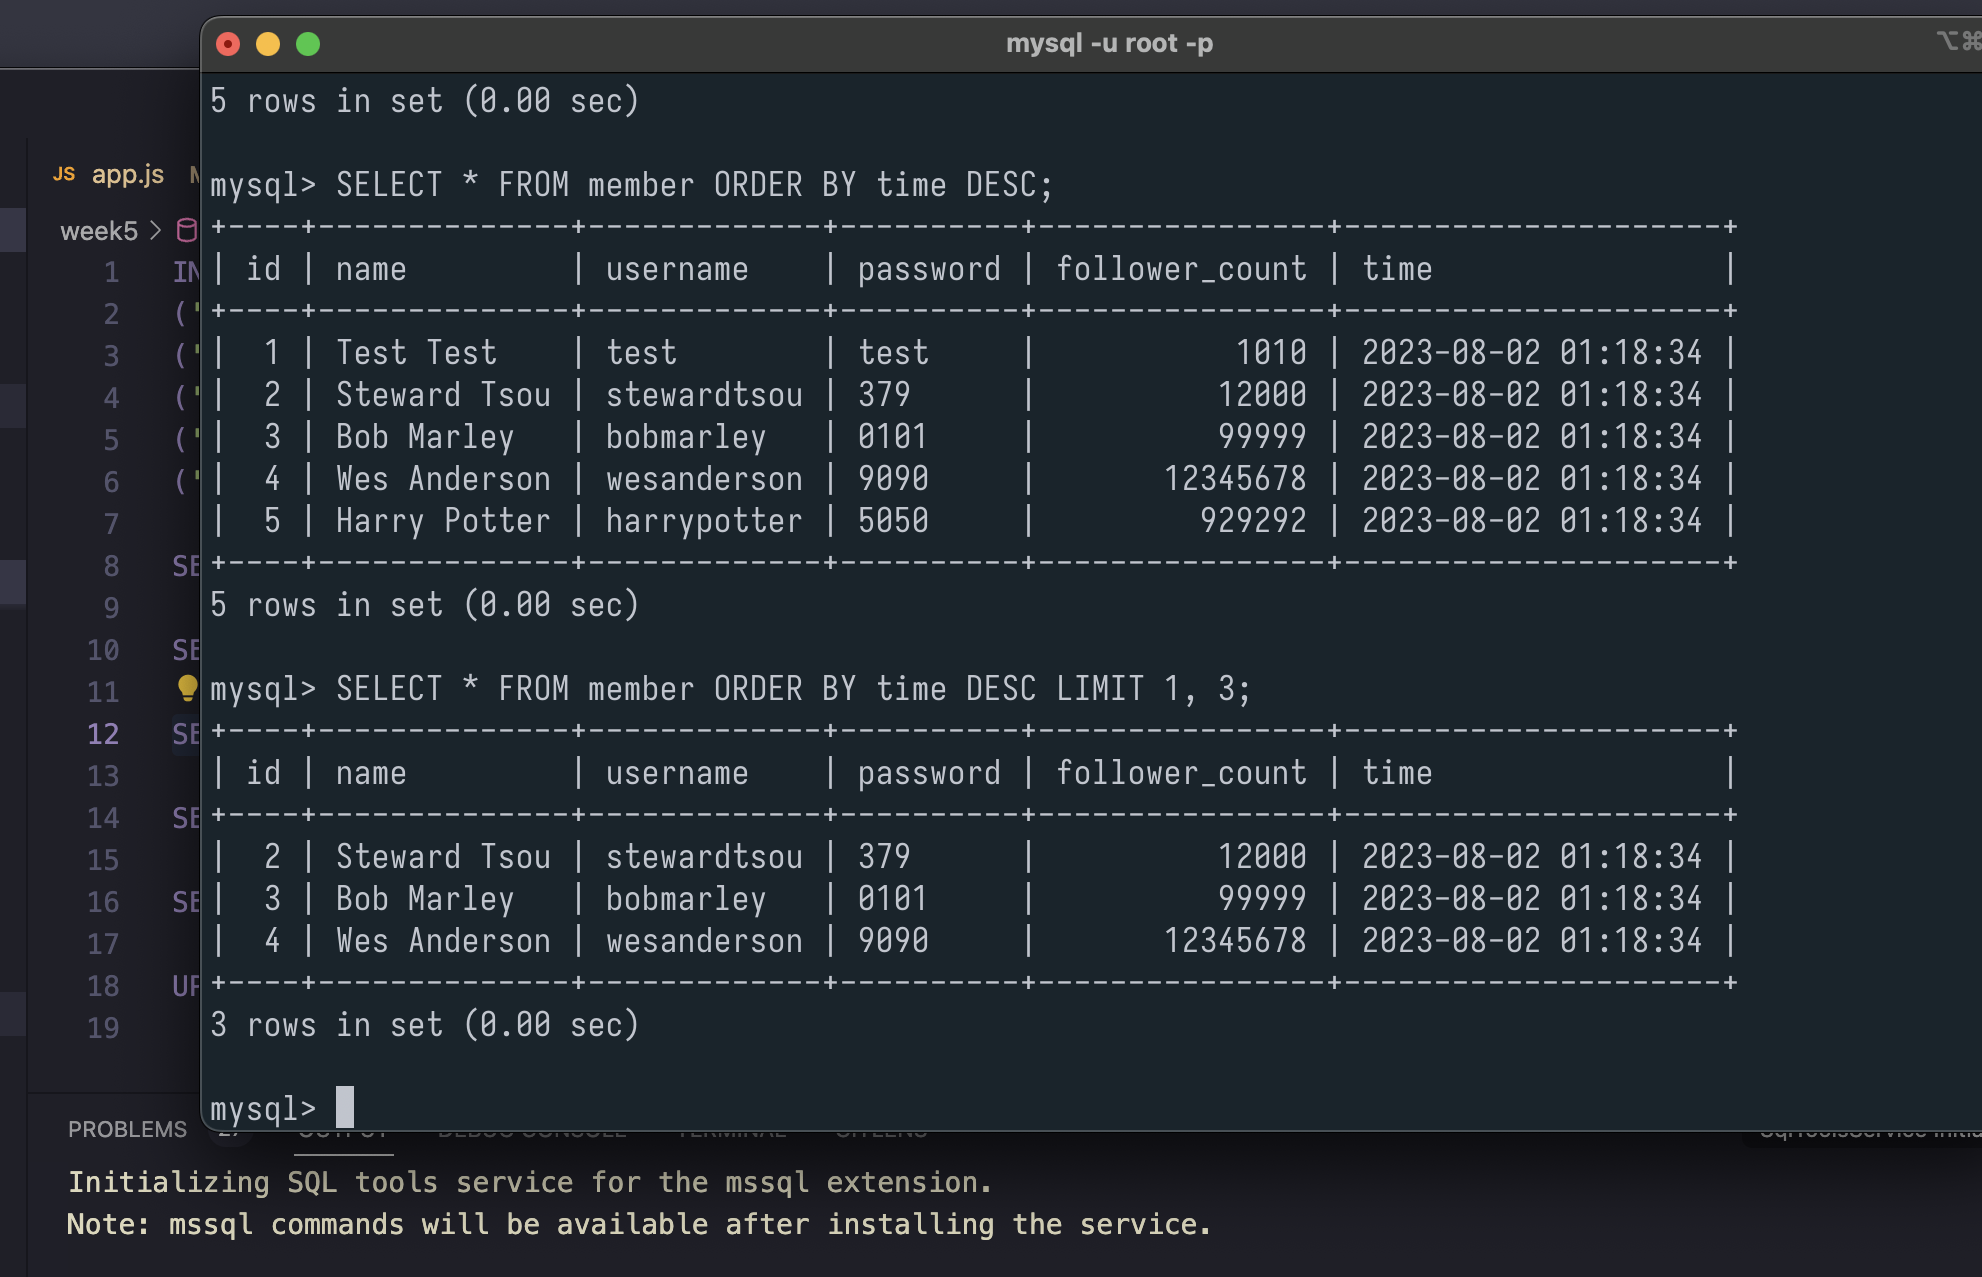 mysql -u root -p
5 rows in set (0.00 sec)
mysql> SELECT * FROM member ORDER BY time DESC;
+----+--------------+-------------+----------+----------------+---------------------+
| id | name         | username    | password | follower_count | time                |
+----+--------------+-------------+----------+----------------+---------------------+
|  1 | Test Test    | test        | test     |           1010 | 2023-08-02 01:18:34 |
|  2 | Steward Tsou | stewardtsou | 379      |          12000 | 2023-08-02 01:18:34 |
|  3 | Bob Marley   | bobmarley   | 0101     |          99999 | 2023-08-02 01:18:34 |
|  4 | Wes Anderson | wesanderson | 9090     |       12345678 | 2023-08-02 01:18:34 |
|  5 | Harry Potter | harrypotter | 5050     |         929292 | 2023-08-02 01:18:34 |
+----+--------------+-------------+----------+----------------+---------------------+
5 rows in set (0.00 sec)
mysql> SELECT * FROM member ORDER BY time DESC LIMIT 1, 3;
+----+--------------+-------------+----------+----------------+---------------------+
| id | name         | username    | password | follower_count | time                |
+----+--------------+-------------+----------+----------------+---------------------+
|  2 | Steward Tsou | stewardtsou | 379      |          12000 | 2023-08-02 01:18:34 |
|  3 | Bob Marley   | bobmarley   | 0101     |          99999 | 2023-08-02 01:18:34 |
|  4 | Wes Anderson | wesanderson | 9090     |       12345678 | 2023-08-02 01:18:34 |
+----+--------------+-------------+----------+----------------+---------------------+
3 rows in set (0.00 sec)
mysql>
JS app.js
week5 >
1 IN
2 ("
3 ("
4 ("
5 ("
6 ("
7
8 SE
9
10 SE
11
12 SE
13
14 SE
15
16 SE
17
18 UP
19
PROBLEMS OUTPUT DEBUG CONSOLE TERMINAL GITLENS
Initializing SQL tools service for the mssql extension.
Note: mssql commands will be available after installing the service.